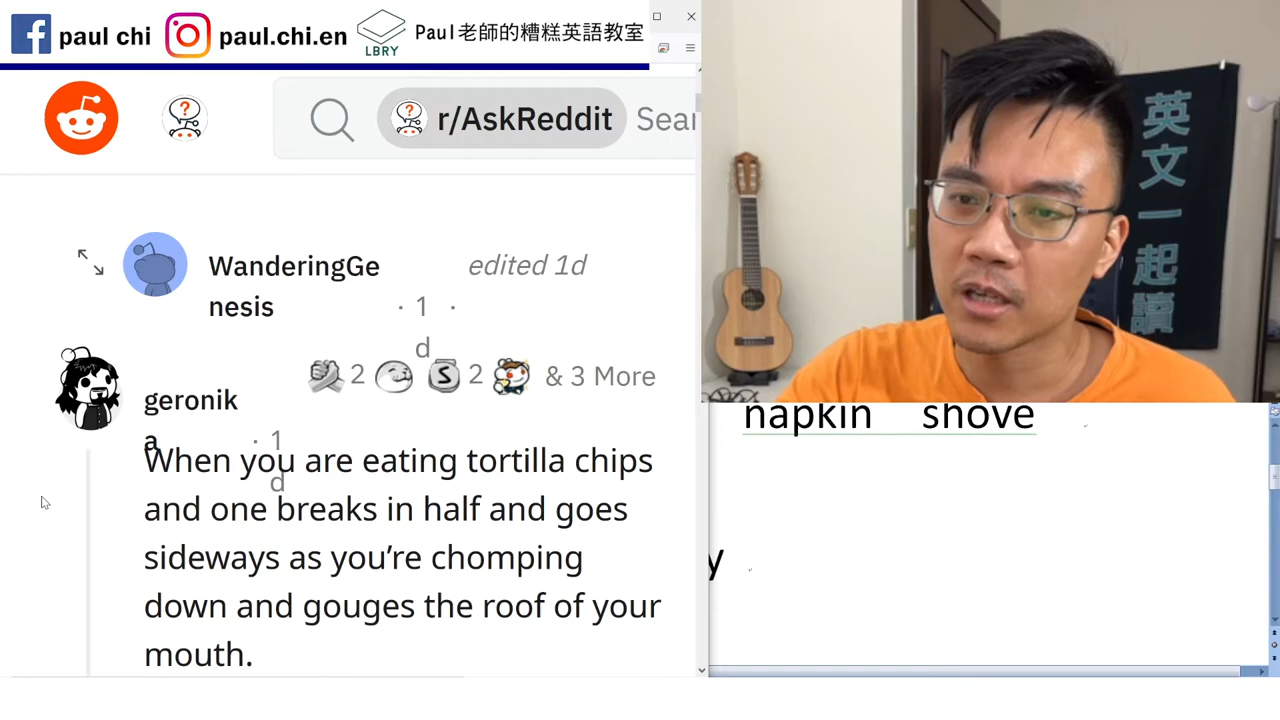 paul chi paul.chi.en LBRY Paul老師的糟糕英語教室
r/AskReddit Sear
WanderingGe
nesis · 1 d · edited 1d
2 S 2 & 3 More
geronik
a · 1 d
When you are eating tortilla chips
and one breaks in half and goes
sideways as you’re chomping
down and gouges the roof of your
mouth.
英文一起讀
napkin shove
y